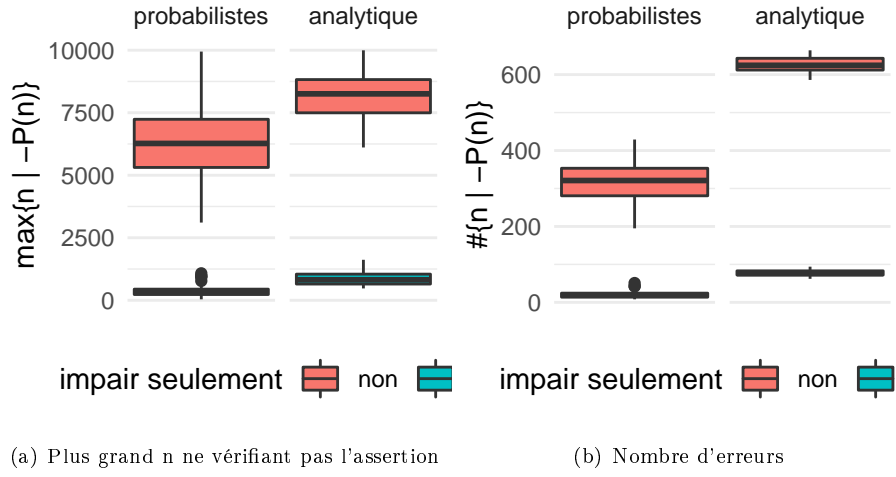 probabilistes analytique
max{n | −P(n)}
10000
7500
5000
2500
0
impair seulement non
(a) Plus grand n ne vérifiant pas l'assertion
probabilistes analytique
#{n | −P(n)}
600
400
200
0
impair seulement non
(b) Nombre d'erreurs